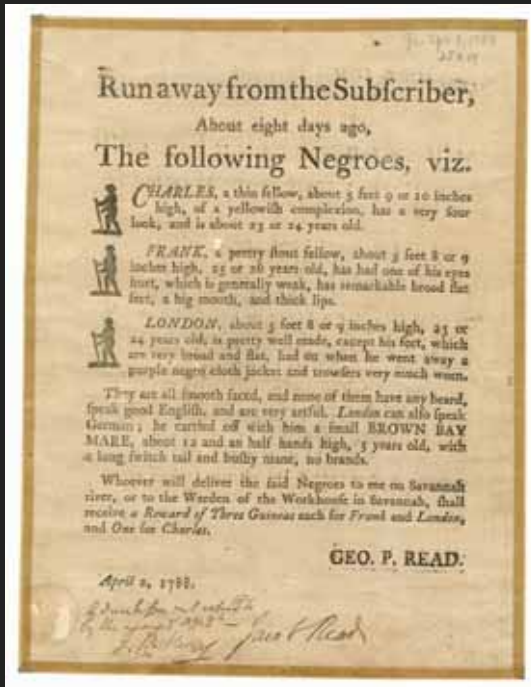 Run away from the Subſcriber,
About eight days ago,
The following Negroes, viz.
CHARLES, a thin fellow, about 5 feet 9 or 10 inches
high, of a yellowiſh complexion, has a very ſour
look, and is about 23 or 24 years old.
FRANK, a pretty ſtout fellow, about 5 feet 8 or 9
inches high, 25 or 26 years old, has had one of his eyes
hurt, which is generally weak, has remarkable broad flat
feet, a big mouth, and thick lips.
LONDON, about 5 feet 8 or 9 inches high, 23 or
24 years old, is pretty well made, except his feet, which
are very broad and flat, had on when he went away a
purple negro cloth jacket and trowſers very much worn.
They are all ſmooth faced, and none of them have any beard,
ſpeak good Engliſh, and are very artful. London can alſo ſpeak
German; he carried off with him a ſmall BROWN BAY
MARE, about 12 and an half hands high, 5 years old, with
a long ſwitch tail and buſhy mane, no brands.
Whoever will deliver the ſaid Negroes to me on Savannah
river, or to the Warden of the Workhouſe in Savannah, ſhall
receive a Reward of Three Guineas each for Frank and London,
and One for Charles.
GEO. P. READ.
April 2, 1788.
Jacob Read